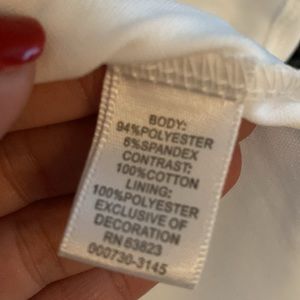 BODY:
94%POLYESTER
6%SPANDEX
CONTRAST:
100%COTTON
LINING:
100%POLYESTER
EXCLUSIVE OF
DECORATION
RN 63823
000730-3145